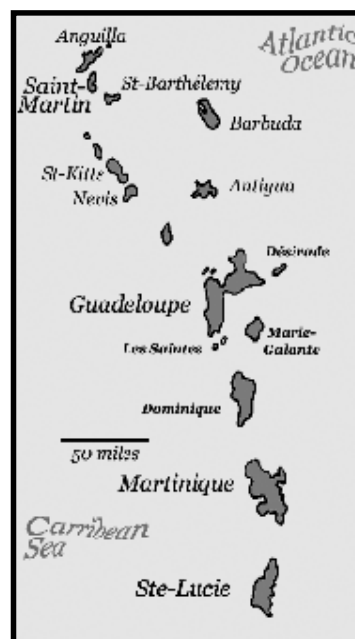 Anguilla
Atlantic
Ocean
Saint-
Martin
St-Barthélemy
Barbuda
St-Kitts
Nevis
Antigua
Désirade
Guadeloupe
Marie-
Galante
Les Saintes
Dominique
50 miles
Martinique
Carribean
Sea
Ste-Lucie